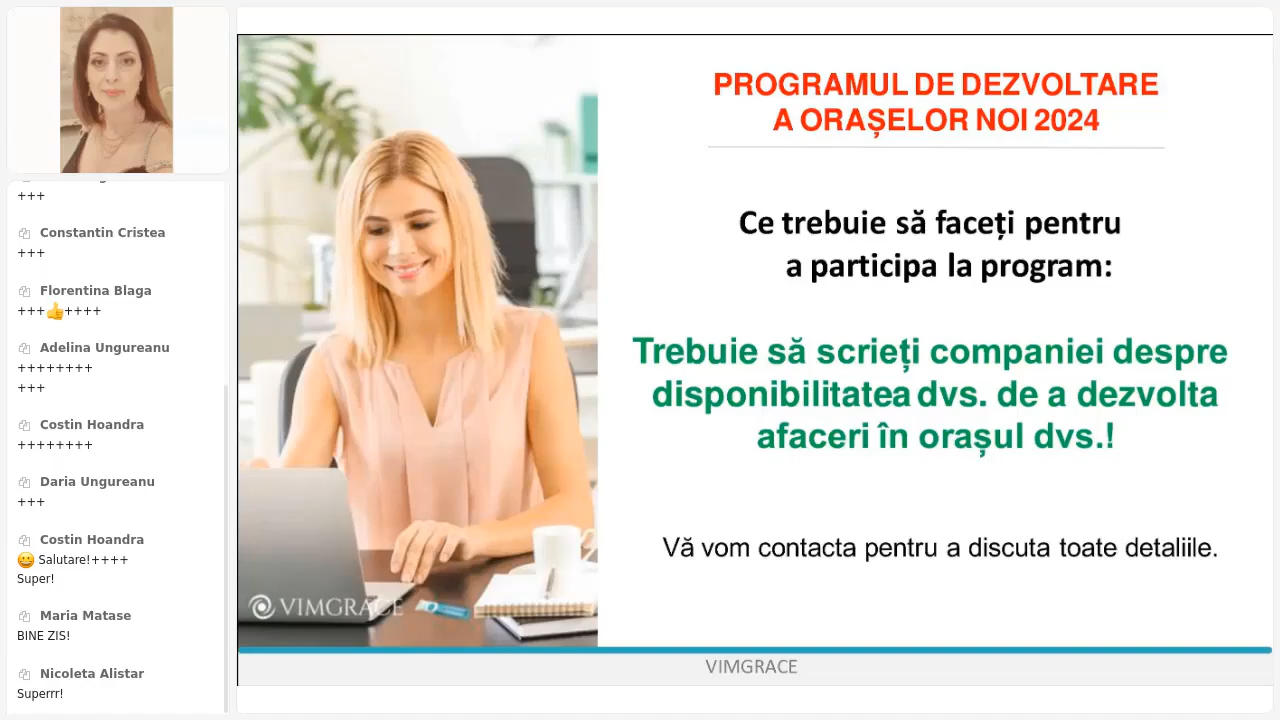 +++
Constantin Cristea
+++
Florentina Blaga
+++👍++++
Adelina Ungureanu
++++++++
+++
Costin Hoandra
++++++++
Daria Ungureanu
+++
Costin Hoandra
😀 Salutare!++++
Super!
Maria Matase
BINE ZIS!
Nicoleta Alistar
Superrr!
PROGRAMUL DE DEZVOLTARE
A ORAȘELOR NOI 2024
Ce trebuie să faceți pentru
a participa la program:
Trebuie să scrieți companiei despre
disponibilitatea dvs. de a dezvolta
afaceri în orașul dvs.!
Vă vom contacta pentru a discuta toate detaliile.
VIMGRACE
VIMGRACE